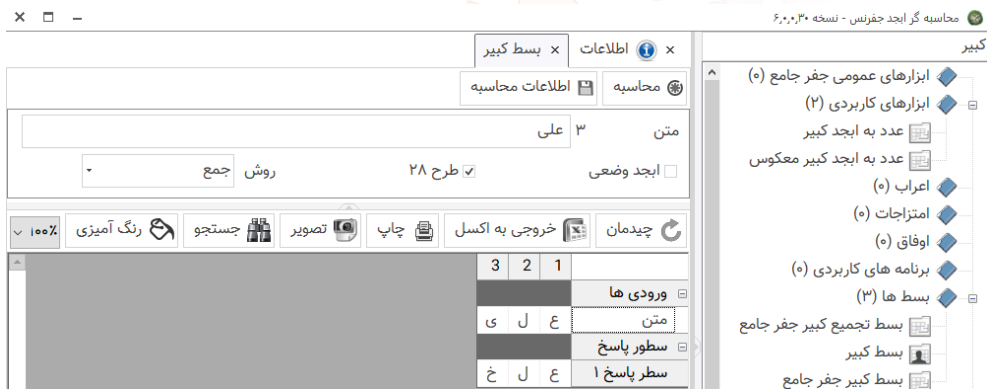 محاسبه گر ابجد جفرنس - نسخه ۶,۰,۰,۳۰
کبیر
ابزارهای عمومی جفر جامع (۰)
ابزارهای کاربردی (۲)
عدد به ابجد کبیر
عدد به ابجد کبیر معکوس
اعراب (۰)
امتزاجات (۰)
اوفاق (۰)
برنامه های کاربردی (۰)
بسط ها (۳)
بسط تجمیع کبیر جفر جامع
بسط کبیر
بسط کبیر جفر جامع
اطلاعات
بسط کبیر
محاسبه
اطلاعات محاسبه
متن ۳ علی
ابجد وضعی
طرح ۲۸
روش جمع
چیدمان
خروجی به اکسل
چاپ
تصویر
جستجو
رنگ آمیزی
۱۰۰٪
1 2 3
ورودی ها
متن ع ل ی
سطور پاسخ
سطر پاسخ ۱ ع ل خ